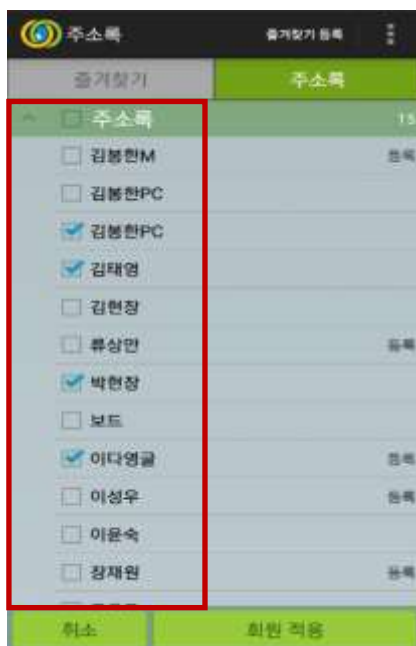 주소록 즐겨찾기 등록
즐겨찾기 주소록
주소록 15
김봉한M 등록
김봉한PC
김봉한PC
김태영
김현장
류상만 등록
박현장
보드
이다영글 등록
이성우 등록
이윤숙
장재원 등록
취소 회원 적용